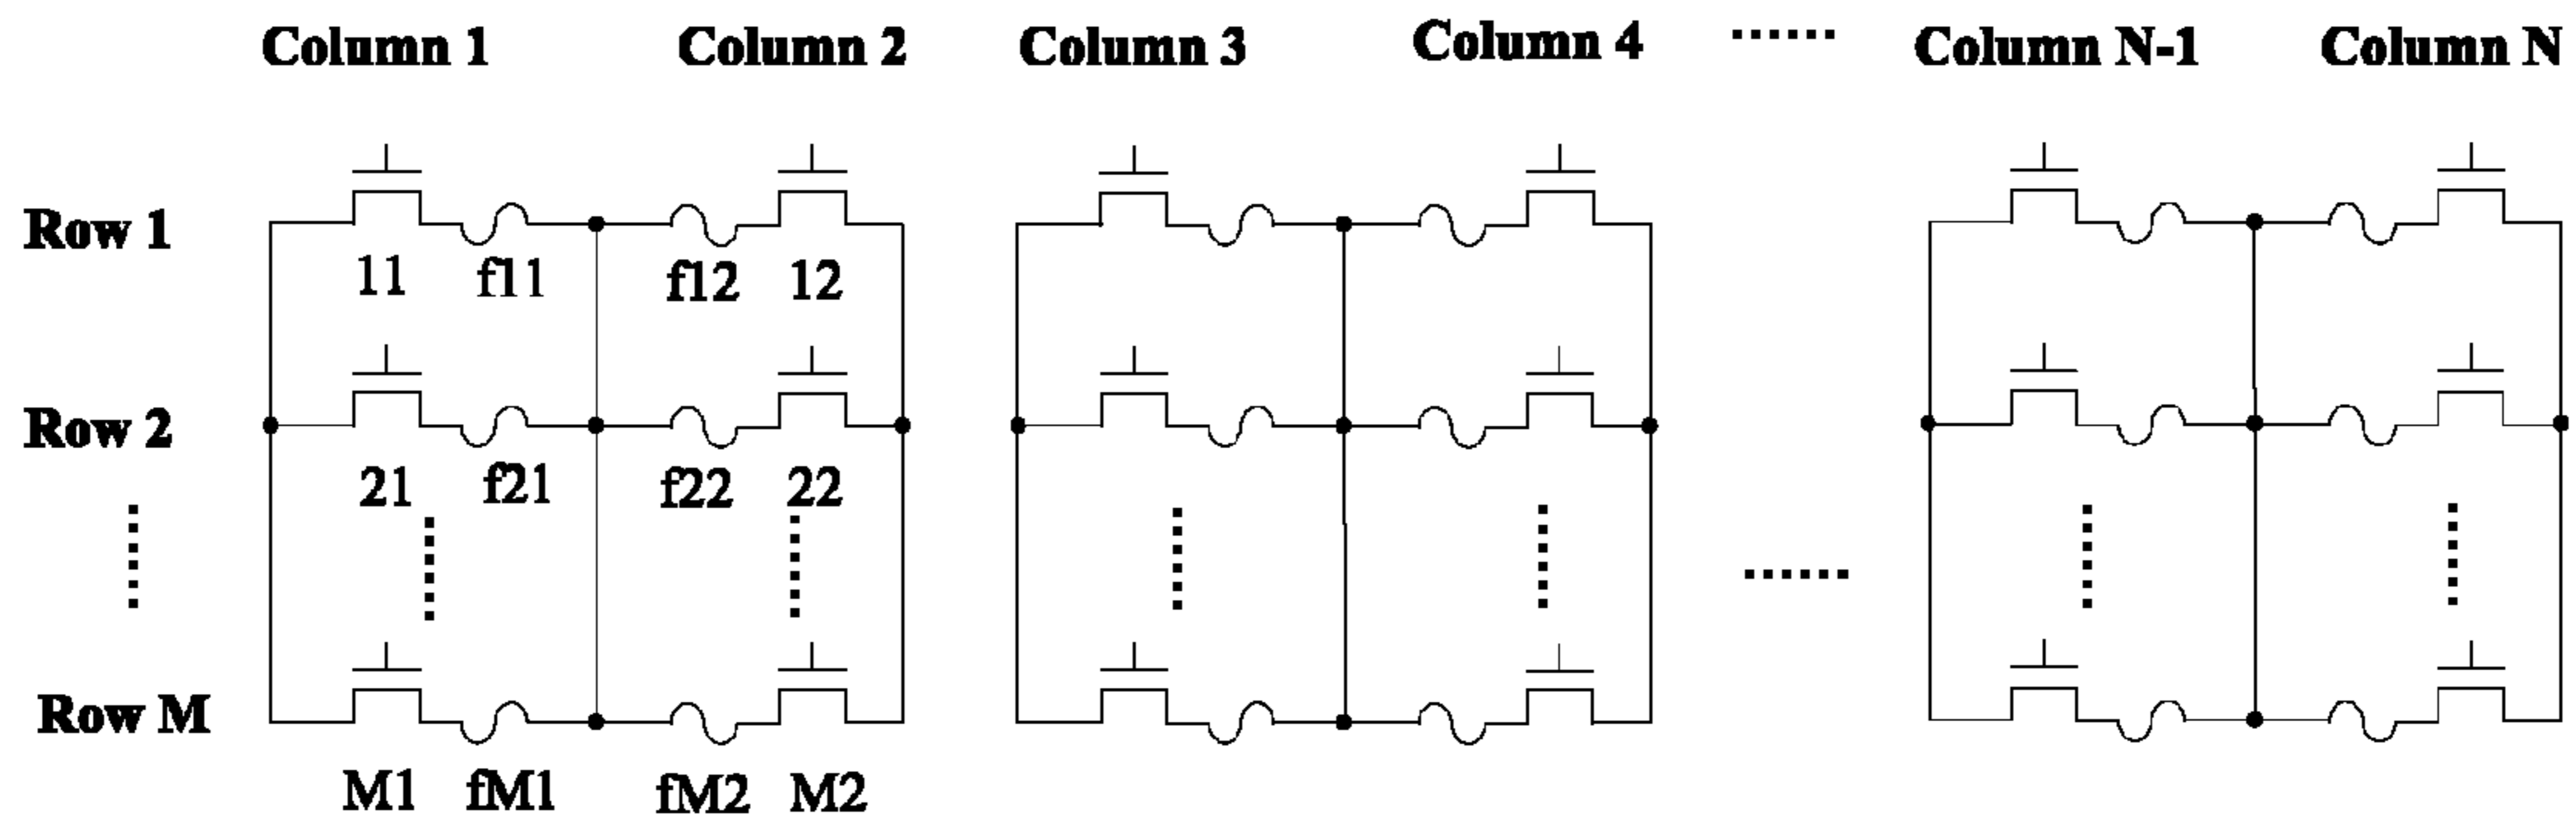 Column 1 Column 2 Column 3 Column 4 ...... Column N-1 Column N
Row 1
11 f11 f12 12
Row 2
21 f21 f22 22
Row M
M1 fM1 fM2 M2